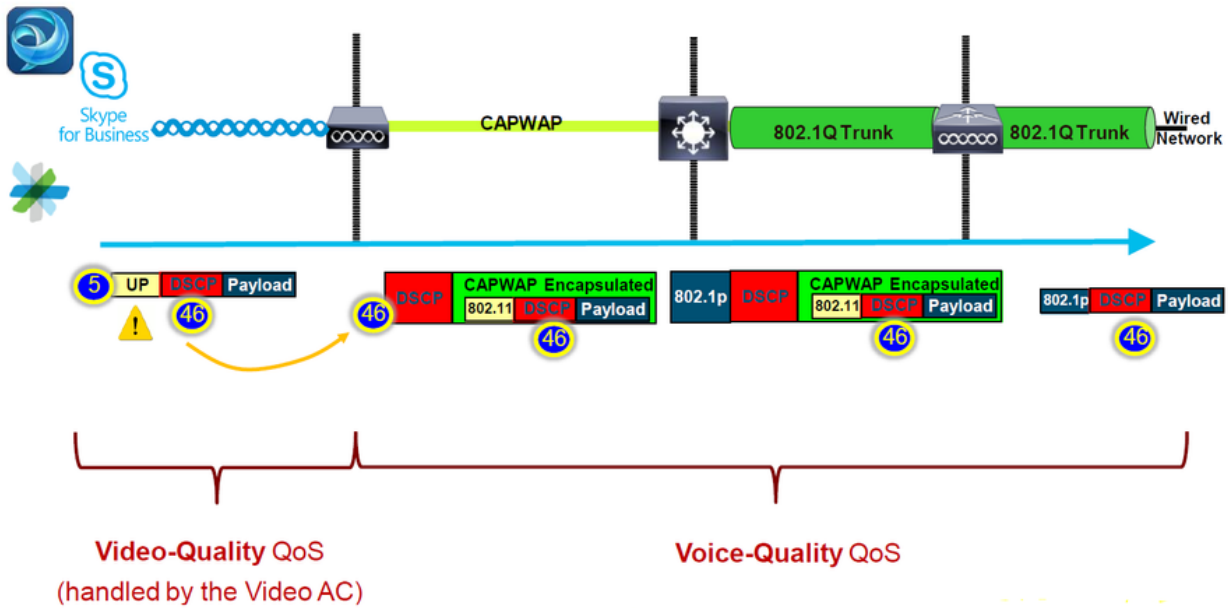 S
Skype
for Business
CAPWAP
802.1Q Trunk
802.1Q Trunk
Wired
Network
5 UP DSCP Payload
!
46
DSCP
CAPWAP Encapsulated
802.11 DSCP Payload
46
46
802.1p
DSCP
CAPWAP Encapsulated
802.11 DSCP Payload
46
802.1p DSCP Payload
46
Video-Quality QoS
(handled by the Video AC)
Voice-Quality QoS